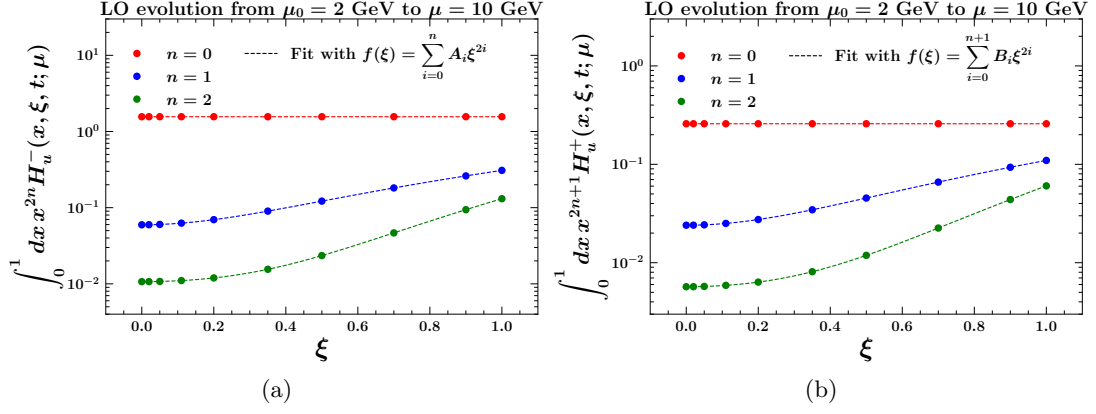 LO evolution from μ₀ = 2 GeV to μ = 10 GeV
n = 0
n = 1
n = 2
Fit with f(ξ) = ∑_{i=0}^{n} A_i ξ^{2i}
∫_0^1 dx x^{2n} H_u^−(x, ξ, t; μ)
10^1
10^0
10^{−1}
10^{−2}
0.0 0.2 0.4 0.6 0.8 1.0
ξ
(a)
LO evolution from μ₀ = 2 GeV to μ = 10 GeV
n = 0
n = 1
n = 2
Fit with f(ξ) = ∑_{i=0}^{n+1} B_i ξ^{2i}
∫_0^1 dx x^{2n+1} H_u^+(x, ξ, t; μ)
10^0
10^{−1}
10^{−2}
0.0 0.2 0.4 0.6 0.8 1.0
ξ
(b)